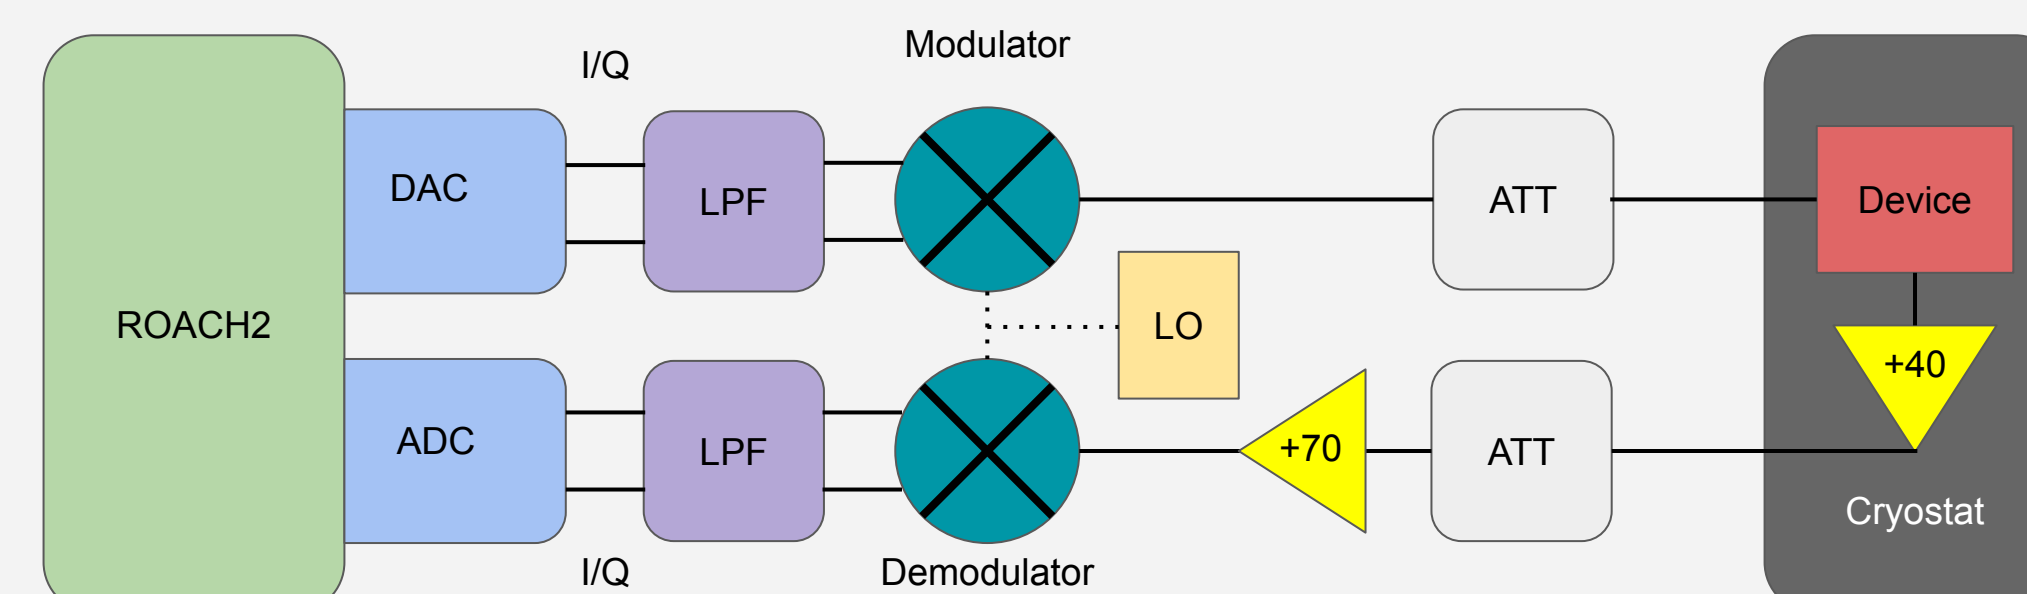 I/Q
Modulator
DAC
LPF
ATT
Device
ROACH2
LO
+40
ADC
LPF
+70
ATT
Cryostat
I/Q
Demodulator